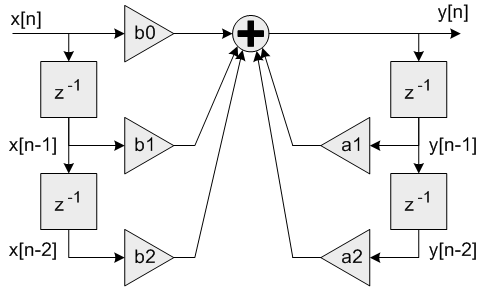 x[n] b0 + y[n]
z⁻¹ z⁻¹
x[n-1] b1 a1 y[n-1]
z⁻¹ z⁻¹
x[n-2] b2 a2 y[n-2]